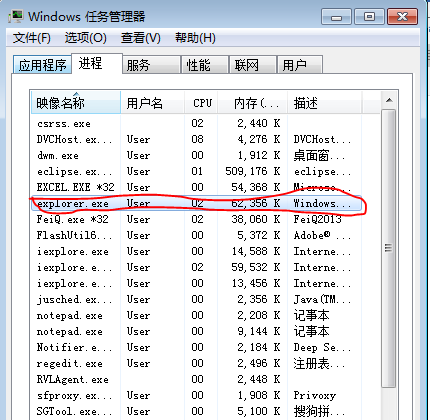 Windows 任务管理器
文件(F) 选项(O) 查看(V) 帮助(H)
应用程序 进程 服务 性能 联网 用户
映像名称 用户名 CPU 内存(... 描述
csrss.exe 02 2,440 K
DVCHost.ex... User 08 4,276 K DVCHost...
dwm.exe User 00 1,912 K 桌面窗...
eclipse.ex... User 01 509,176 K eclipse...
EXCEL.EXE *32 User 00 54,368 K Microso...
explorer.exe User 02 62,356 K Windows...
FeiQ.exe *32 User 00 38,060 K FeiQ2013
FlashUtil6... User 00 5,372 K Adobe®...
iexplore.e... User 00 14,588 K Interne...
iexplore.e... User 02 59,532 K Interne...
iexplore.e... User 00 13,456 K Interne...
jusched.ex... User 00 2,356 K Java(TM...
notepad.exe User 00 2,208 K 记事本
notepad.exe User 00 9,144 K 记事本
Notifier.e... User 00 2,184 K Deep Se...
regedit.exe User 00 2,496 K 注册表...
RVLAgent.exe 00 2,448 K
sfproxy.ex... User 00 1,908 K Privoxy
SGTool.exe... User 00 5,100 K 搜狗拼...